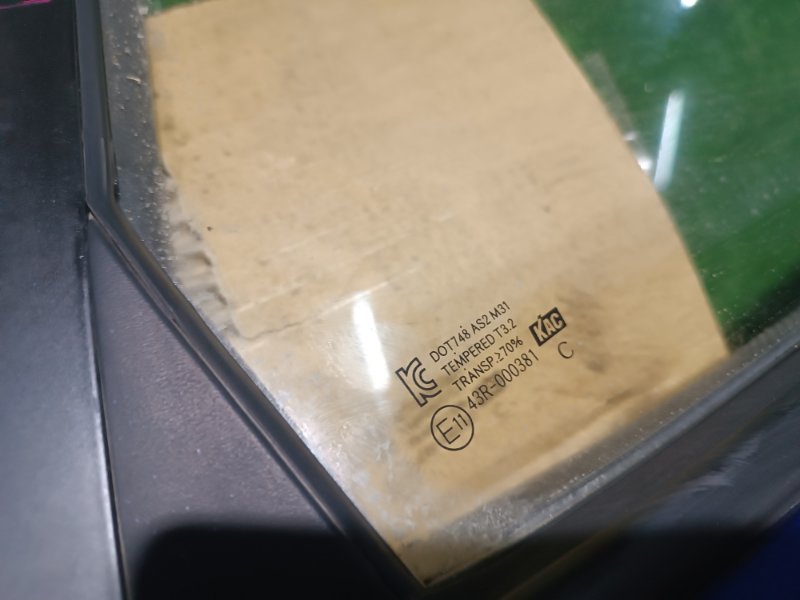 DOT748 AS2 M31
TEMPERED T3.2
TRANSP.≥70%
KAC
E11 43R-000381 C